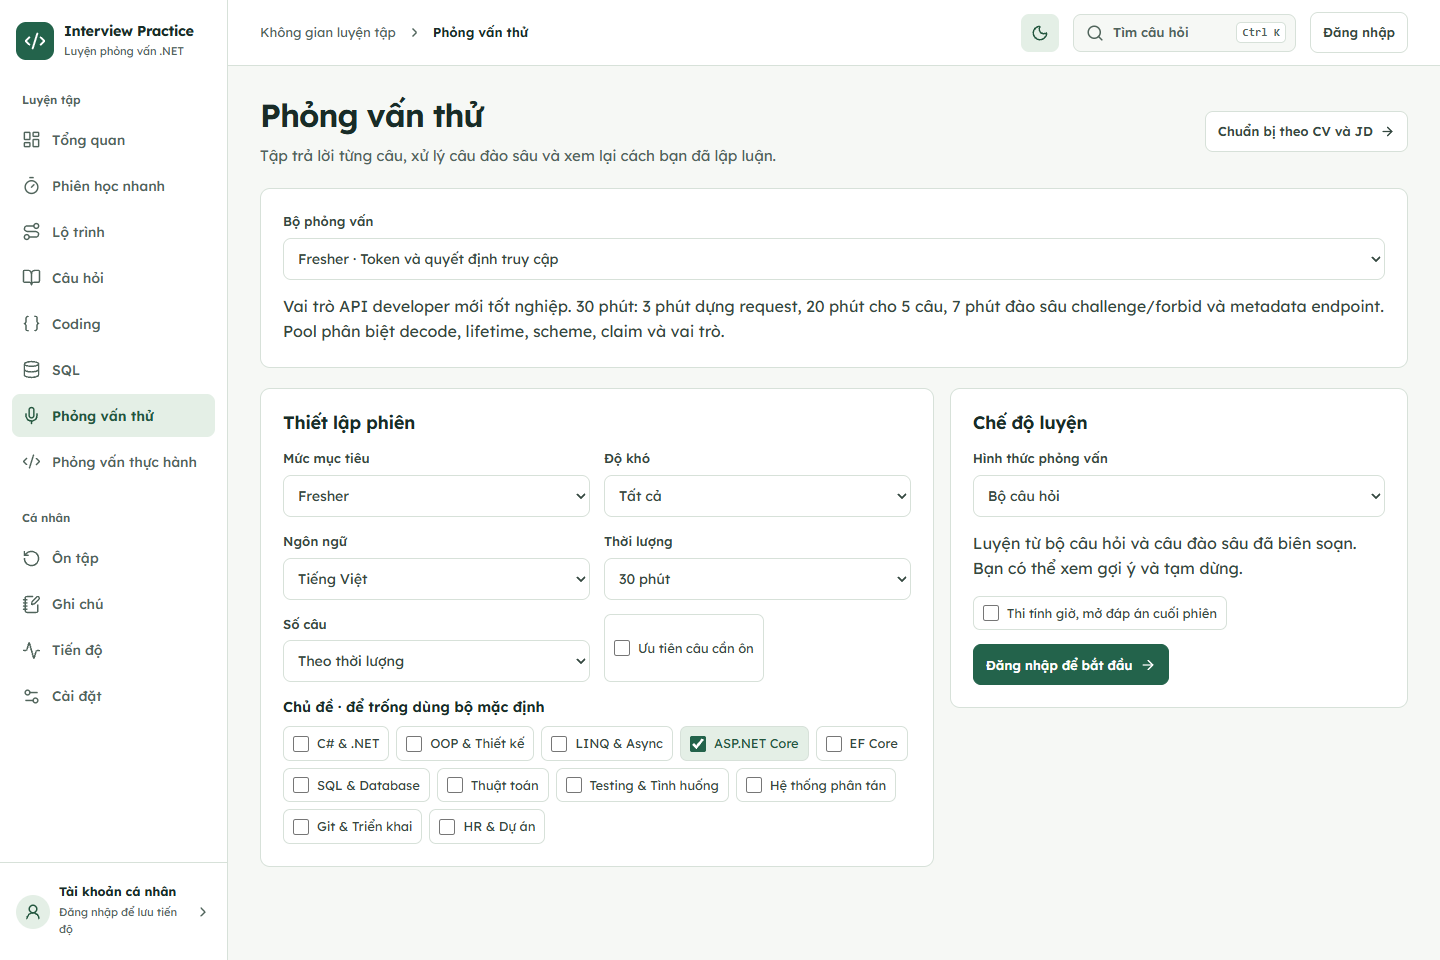 Interview Practice
Luyện phỏng vấn .NET
Luyện tập
Tổng quan
Phiên học nhanh
Lộ trình
Câu hỏi
Coding
SQL
Phỏng vấn thử
Phỏng vấn thực hành
Cá nhân
Ôn tập
Ghi chú
Tiến độ
Cài đặt
Tài khoản cá nhân
Đăng nhập để lưu tiến
độ
Không gian luyện tập
Phỏng vấn thử
Tìm câu hỏi
Ctrl K
Đăng nhập
Phỏng vấn thử
Tập trả lời từng câu, xử lý câu đào sâu và xem lại cách bạn đã lập luận.
Chuẩn bị theo CV và JD
Bộ phỏng vấn
Fresher · Token và quyết định truy cập
Vai trò API developer mới tốt nghiệp. 30 phút: 3 phút dựng request, 20 phút cho 5 câu, 7 phút đào sâu challenge/forbid và metadata endpoint.
Pool phân biệt decode, lifetime, scheme, claim và vai trò.
Thiết lập phiên
Mức mục tiêu
Độ khó
Fresher
Tất cả
Ngôn ngữ
Thời lượng
Tiếng Việt
30 phút
Số câu
Theo thời lượng
Ưu tiên câu cần ôn
Chủ đề · để trống dùng bộ mặc định
C# & .NET
OOP & Thiết kế
LINQ & Async
ASP.NET Core
EF Core
SQL & Database
Thuật toán
Testing & Tình huống
Hệ thống phân tán
Git & Triển khai
HR & Dự án
Chế độ luyện
Hình thức phỏng vấn
Bộ câu hỏi
Luyện từ bộ câu hỏi và câu đào sâu đã biên soạn.
Bạn có thể xem gợi ý và tạm dừng.
Thi tính giờ, mở đáp án cuối phiên
Đăng nhập để bắt đầu